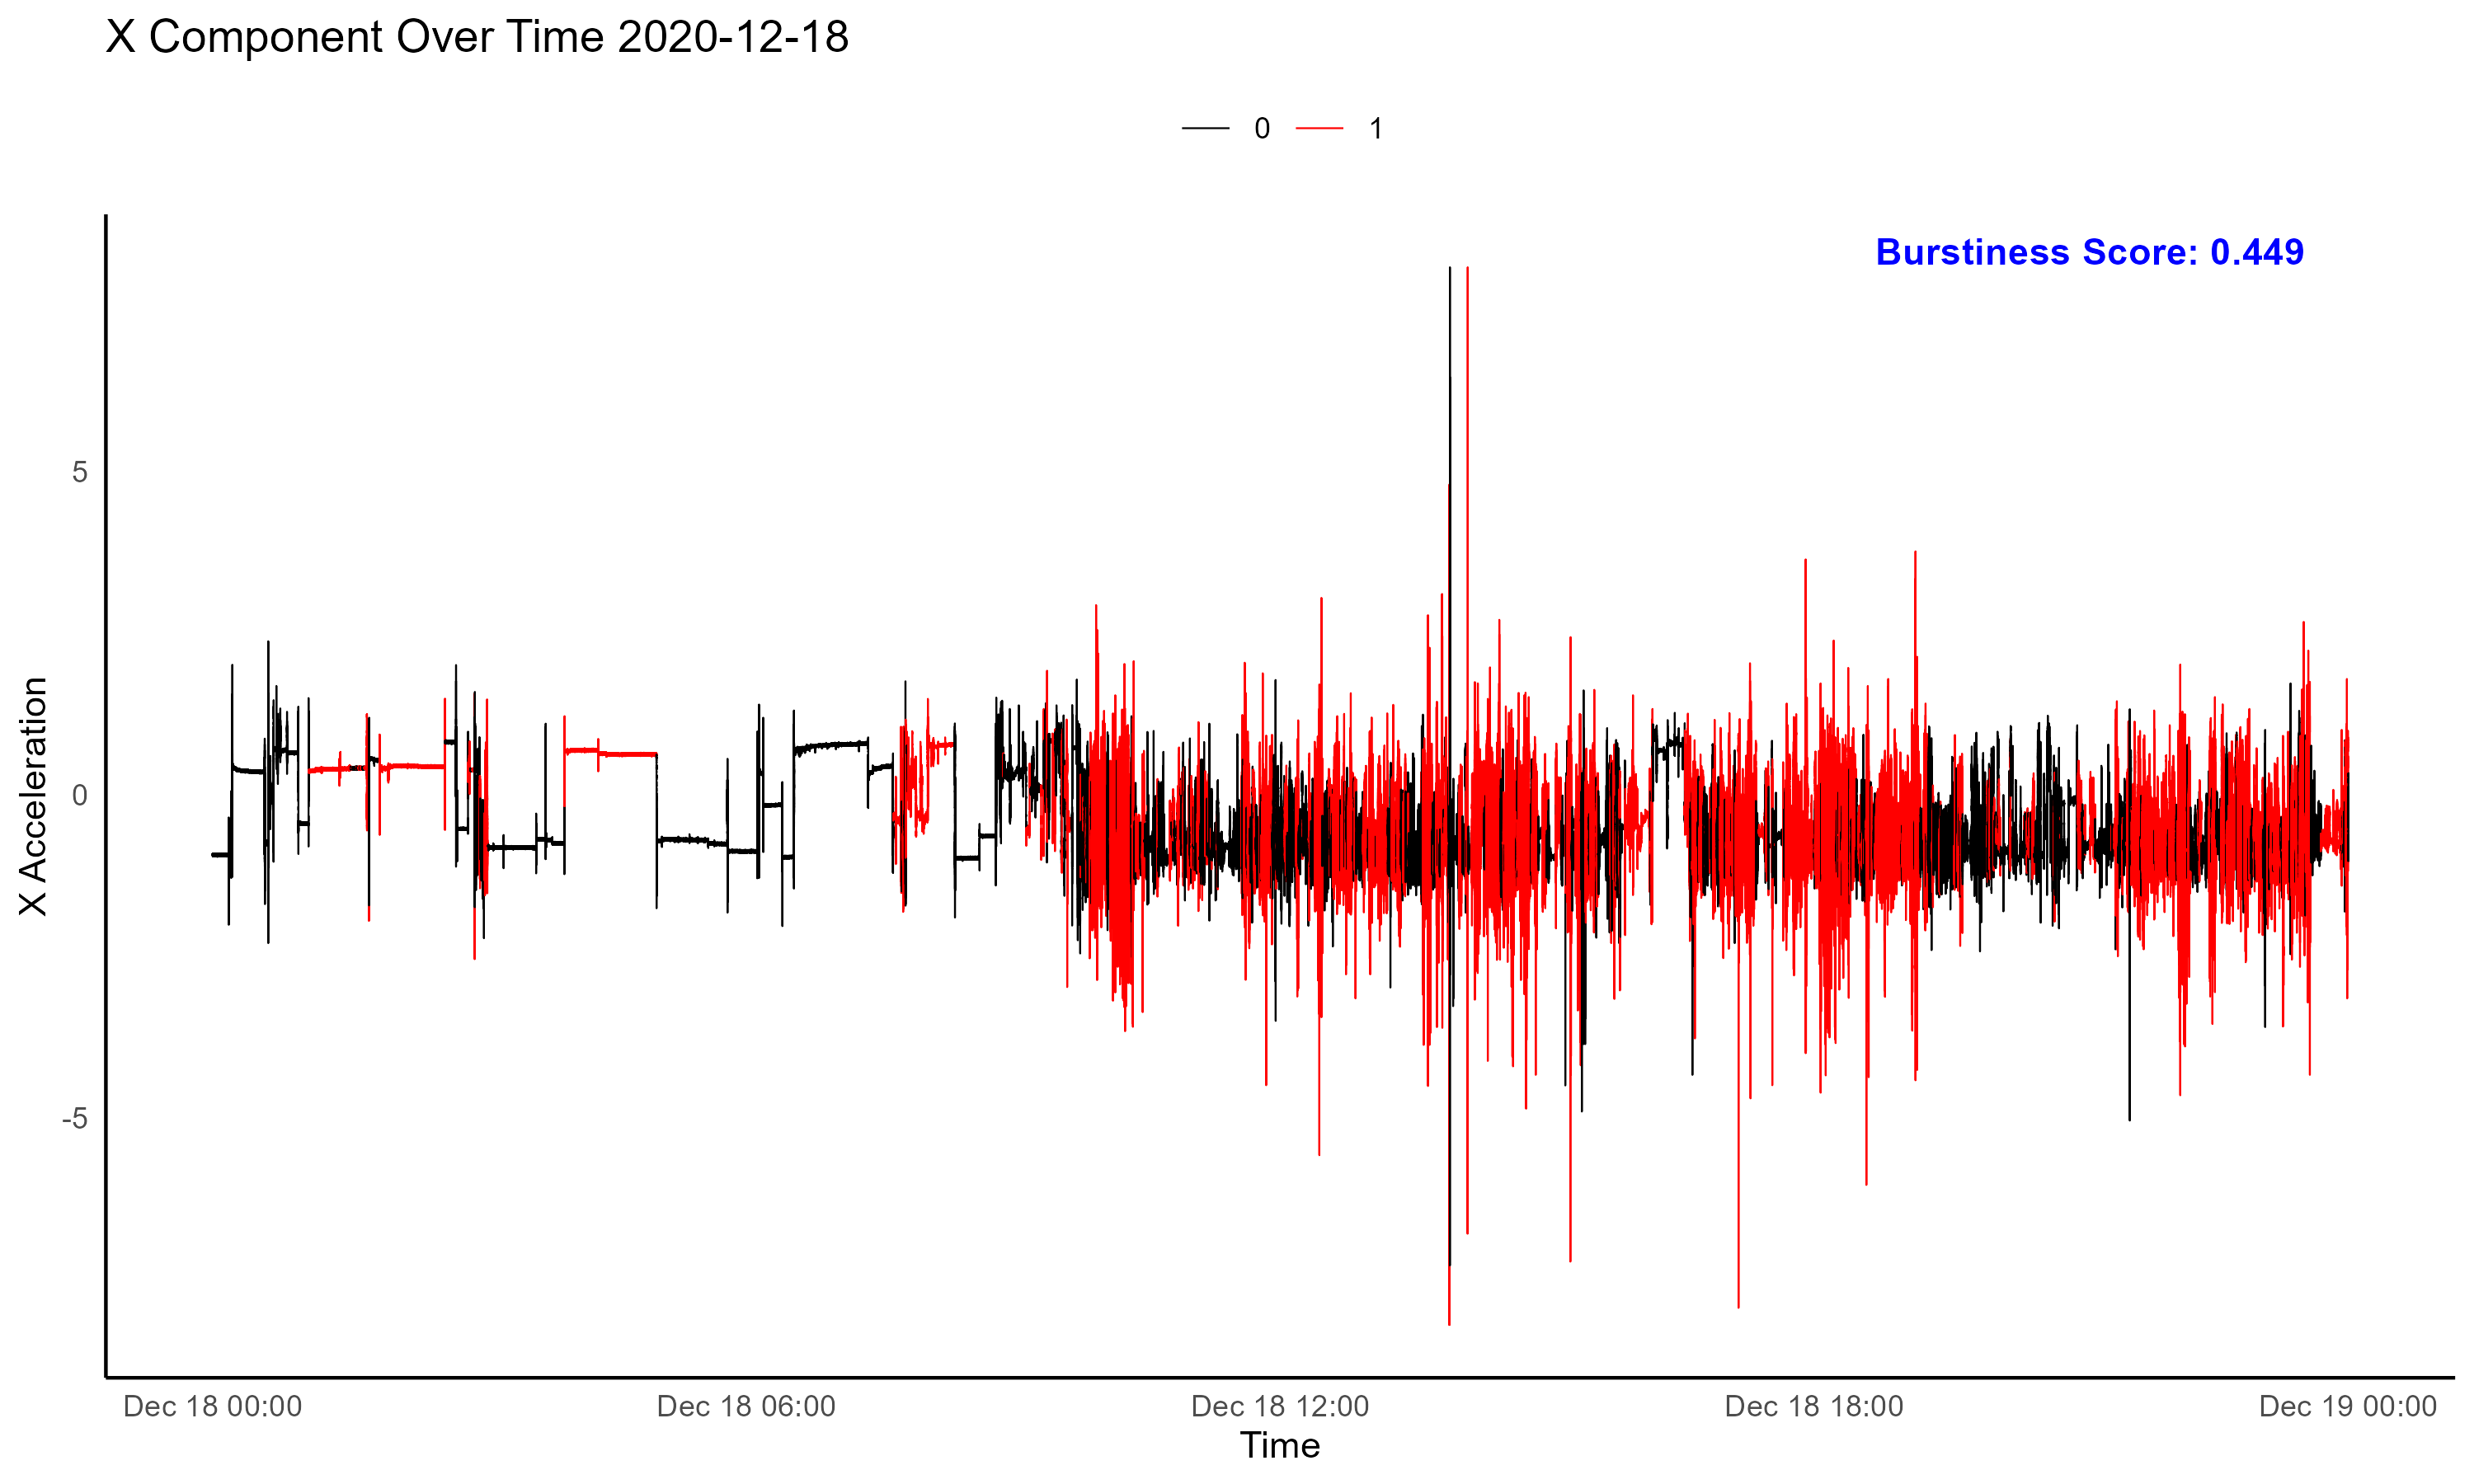 X Component Over Time 2020-12-18
0 1
Burstiness Score: 0.449
X Acceleration
5
0
-5
Dec 18 00:00 Dec 18 06:00 Dec 18 12:00 Dec 18 18:00 Dec 19 00:00
Time